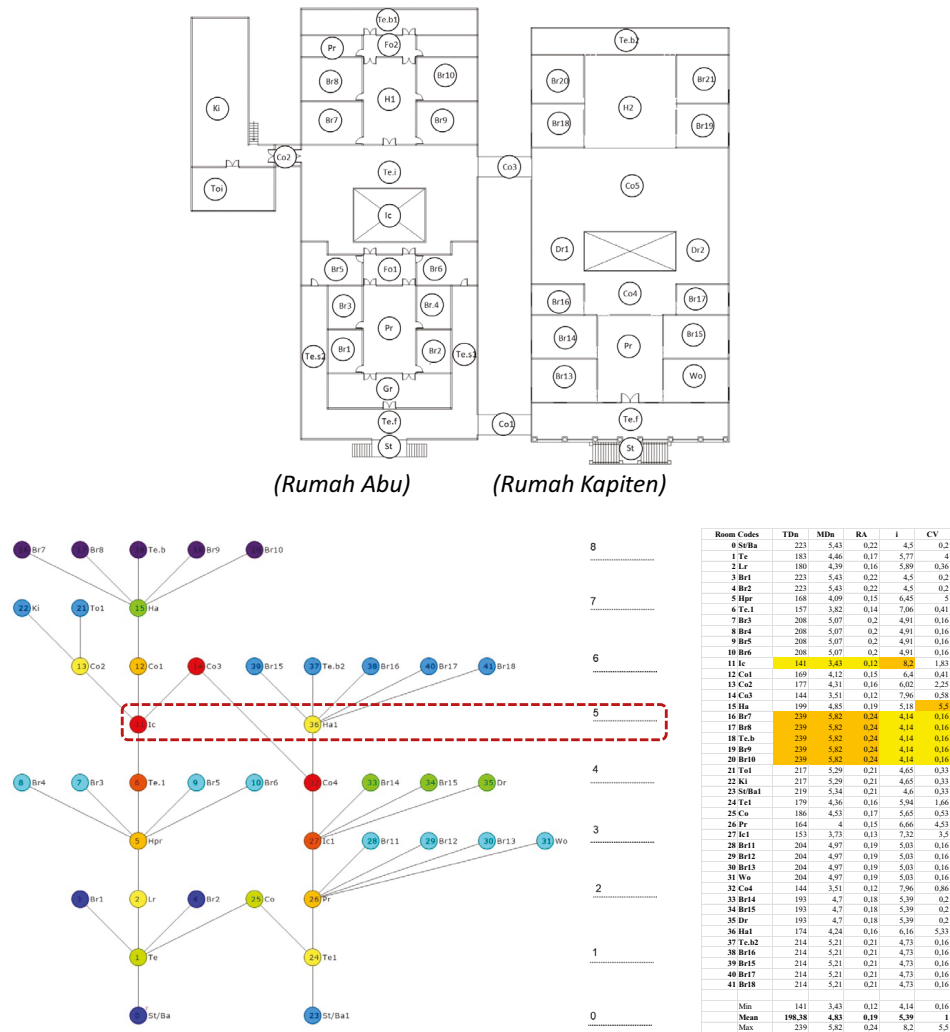 Te.b1
Pr
Fo2
Te.b2
Br8
Br10
Br20
Br21
H1
H2
Ki
Br7
Br9
Br18
Br19
Co2
Te.i
Co3
Toi
Co5
Ic
Dr1
Dr2
Br5
Fo1
Br6
Br3
Br.4
Br16
Co4
Br17
Pr
Br14
Pr
Br15
Te.s2
Br1
Br2
Te.s1
Gr
Br13
Wo
Te.f
Co1
Te.f
St
St
(Rumah Abu) (Rumah Kapiten)
Br7 Br8 Te.b Br9 Br10
8
22 Ki 21 To1 15 Ha
7
13 Co2 12 Co1 Co3 39 Br15 37 Te.b2 38 Br16 40 Br17 41 Br18
6
Ic 36 Ha1
5
8 Br4 7 Br3 6 Te.1 9 Br5 10 Br6 Co4 33 Br14 34 Br15 35 Dr
4
5 Hpr 27 Ic1 28 Br11 29 Br12 30 Br13 31 Wo
3
Br1 2 Lr Br2 25 Co 26 Pr
2
1 Te 24 Te1
1
St/Ba 23 St/Ba1
0
Room Codes TDn MDn RA i CV
0 St/Ba 223 5,43 0,22 4,5 0,2
1 Te 183 4,46 0,17 5,77 4
2 Lr 180 4,39 0,16 5,89 0,36
3 Br1 223 5,43 0,22 4,5 0,2
4 Br2 223 5,43 0,22 4,5 0,2
5 Hpr 168 4,09 0,15 6,45 5
6 Te.1 157 3,82 0,14 7,06 0,41
7 Br3 208 5,07 0,2 4,91 0,16
8 Br4 208 5,07 0,2 4,91 0,16
9 Br5 208 5,07 0,2 4,91 0,16
10 Br6 208 5,07 0,2 4,91 0,16
11 Ic 141 3,43 0,12 8,2 1,83
12 Co1 169 4,12 0,15 6,4 0,41
13 Co2 177 4,31 0,16 6,02 2,25
14 Co3 144 3,51 0,12 7,96 0,58
15 Ha 199 4,85 0,19 5,18 5,5
16 Br7 239 5,82 0,24 4,14 0,16
17 Br8 239 5,82 0,24 4,14 0,16
18 Te.b 239 5,82 0,24 4,14 0,16
19 Br9 239 5,82 0,24 4,14 0,16
20 Br10 239 5,82 0,24 4,14 0,16
21 To1 217 5,29 0,21 4,65 0,33
22 Ki 217 5,29 0,21 4,65 0,33
23 St/Ba1 219 5,34 0,21 4,6 0,33
24 Te1 179 4,36 0,16 5,94 1,66
25 Co 186 4,53 0,17 5,65 0,53
26 Pr 164 4 0,15 6,66 4,53
27 Ic1 153 3,73 0,13 7,32 3,5
28 Br11 204 4,97 0,19 5,03 0,16
29 Br12 204 4,97 0,19 5,03 0,16
30 Br13 204 4,97 0,19 5,03 0,16
31 Wo 204 4,97 0,19 5,03 0,16
32 Co4 144 3,51 0,12 7,96 0,86
33 Br14 193 4,7 0,18 5,39 0,2
34 Br15 193 4,7 0,18 5,39 0,2
35 Dr 193 4,7 0,18 5,39 0,2
36 Ha1 174 4,24 0,16 6,16 5,33
37 Te.b2 214 5,21 0,21 4,73 0,16
38 Br16 214 5,21 0,21 4,73 0,16
39 Br15 214 5,21 0,21 4,73 0,16
40 Br17 214 5,21 0,21 4,73 0,16
41 Br18 214 5,21 0,21 4,73 0,16
Min 141 3,43 0,12 4,14 0,16
Mean 198,38 4,83 0,19 5,39 1
Max 239 5,82 0,24 8,2 5,5